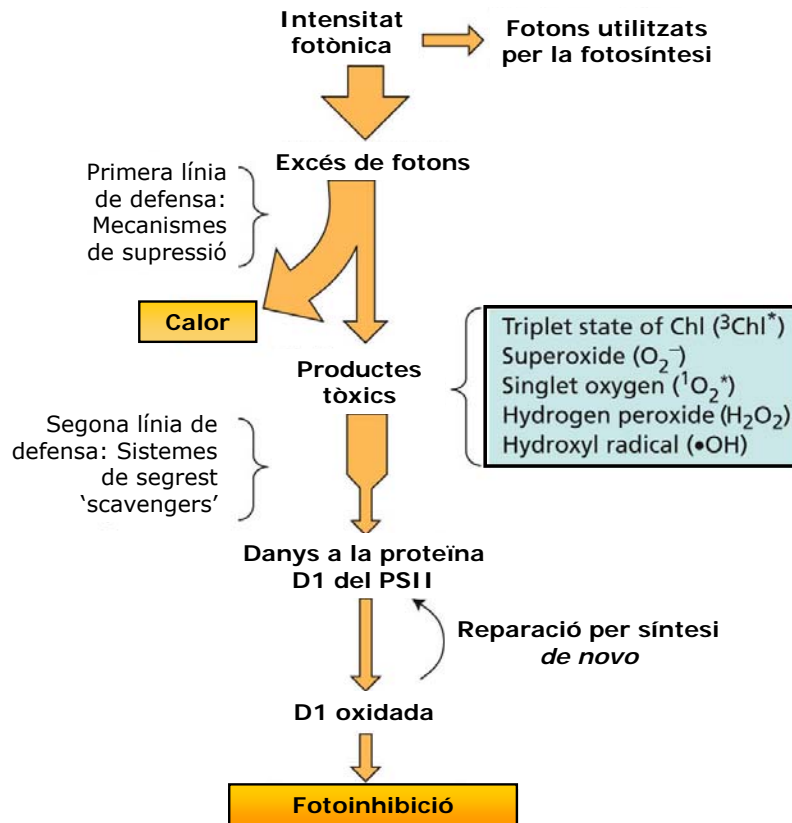 Intensitat
fotònica
Fotons utilitzats
per la fotosíntesi
Excés de fotons
Primera línia
de defensa:
Mecanismes
de supressió
Calor
Productes
tòxics
Triplet state of Chl (³Chl*)
Superoxide (O₂⁻)
Singlet oxygen (¹O₂*)
Hydrogen peroxide (H₂O₂)
Hydroxyl radical (•OH)
Segona línia de
defensa: Sistemes
de segrest
‘scavengers’
Danys a la proteïna
D1 del PSII
Reparació per síntesi
de novo
D1 oxidada
Fotoinhibició